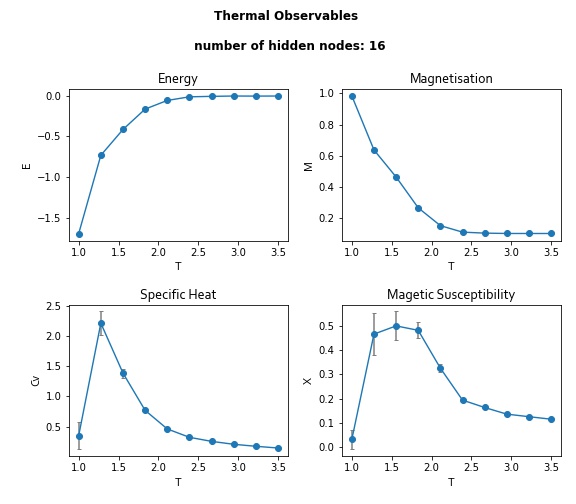 Thermal Observables
number of hidden nodes: 16
Energy
Magnetisation
0.0
−0.5
−1.0
−1.5
E
1.0 1.5 2.0 2.5 3.0 3.5
T
1.0
0.8
0.6
0.4
0.2
M
1.0 1.5 2.0 2.5 3.0 3.5
T
Specific Heat
Magetic Susceptibility
2.5
2.0
1.5
1.0
0.5
Cv
1.0 1.5 2.0 2.5 3.0 3.5
T
0.5
0.4
0.3
0.2
0.1
0.0
X
1.0 1.5 2.0 2.5 3.0 3.5
T